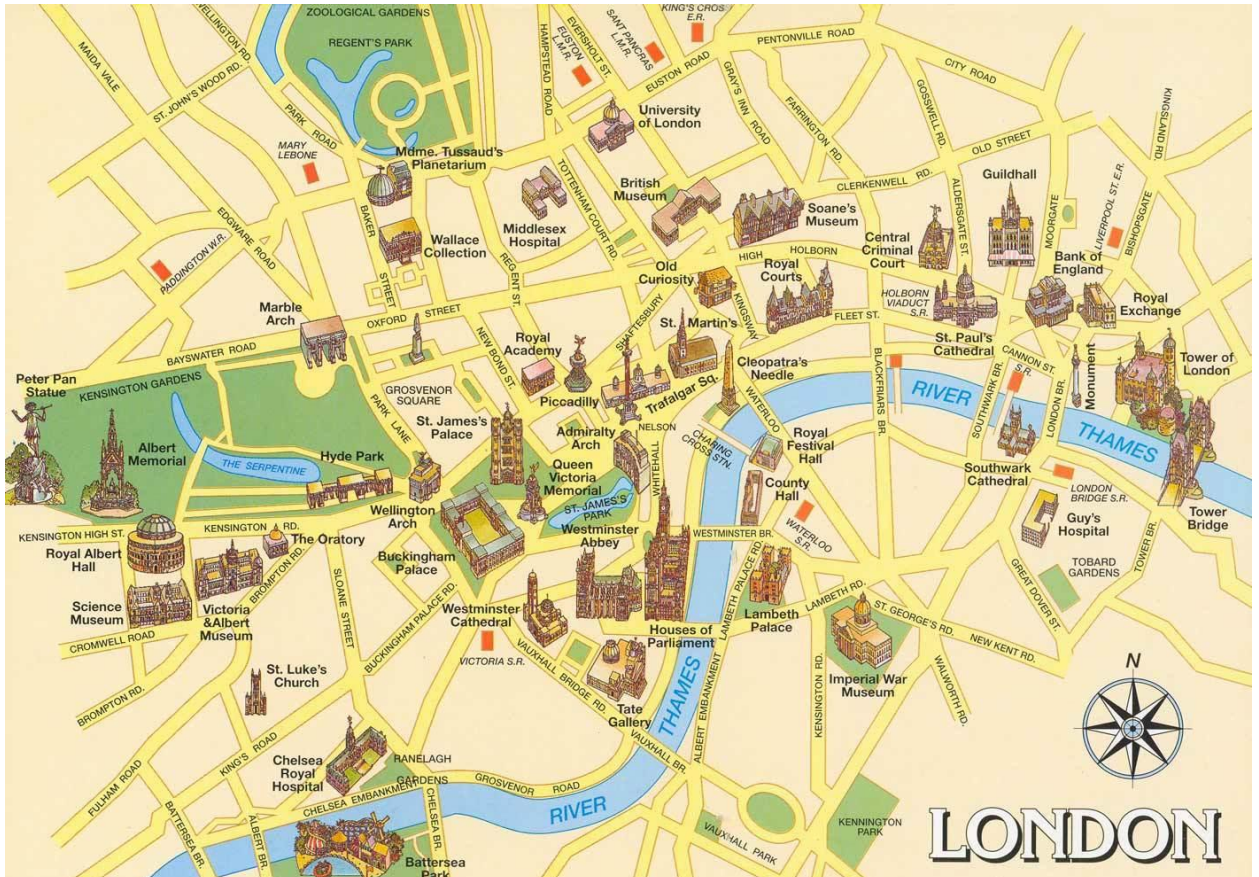 ZOOLOGICAL GARDENS
REGENT'S PARK
WELLINGTON RD.
MAIDA VALE
ST. JOHN'S WOOD RD.
PARK ROAD
HAMPSTEAD ROAD
EVERSHOLT ST.
EUSTON
L.M.R.
SANT PANCRAS
L.M.R.
KING'S CROS
E.R.
EUSTON ROAD
PENTONVILLE ROAD
CITY ROAD
GRAY'S INN ROAD
FARRINGTON RD.
GOSSWELL RD.
OLD STREET
KINGSLAND RD.
MARY
LEBONE
Mdme. Tussaud's
Planetarium
University
of London
British
Museum
Middlesex
Hospital
TOTTENHAM COURT RD.
Soane's
Museum
CLERKENWELL RD.
ALDERSGATE ST.
Guildhall
MOORGATE
LIVERPOOL ST. E.R.
BISHOPSGATE
EDGWARE ROAD
PADDINGTON W.R.
BAKER
STREET
Wallace
Collection
REGENT ST.
HIGH
HOLBORN
Central
Criminal
Court
Bank of
England
Old
Curiosity
Royal
Courts
KINGSWAY
HOLBORN
VIADUCT
S.R.
Royal
Exchange
Marble
Arch
OXFORD STREET
NEW BOND ST.
Royal
Academy
SHAFTESBURY
St. Martin's
FLEET ST.
St. Paul's
Cathedral
CANNON ST.
S.R.
Monument
Tower of
London
BAYSWATER ROAD
Peter Pan
Statue
KENSINGTON GARDENS
GROSVENOR
SQUARE
PARK LANE
Piccadilly
Trafalgar Sq.
Cleopatra's
Needle
WATERLOO
BLACKFRIARS BR.
RIVER
SOUTHWARK BR.
LONDON BR.
THAMES
Albert
Memorial
THE SERPENTINE
Hyde Park
St. James's
Palace
Admiralty
Arch
NELSON
WHITEHALL
CHARING
CROSS STN.
Royal
Festival
Hall
Southwark
Cathedral
LONDON
BRIDGE S.R.
Tower
Bridge
Queen
Victoria
Memorial
ST. JAMES'S
PARK
County
Hall
WATERLOO
S.R.
Guy's
Hospital
Wellington
Arch
Westminster
Abbey
WESTMINSTER BR.
KENSINGTON HIGH ST.
KENSINGTON RD.
Royal Albert
Hall
The Oratory
BROMPTON RD.
Buckingham
Palace
TOBARD
GARDENS
TOWER BR.
GREAT DOVER ST.
Science
Museum
Victoria
&Albert
Museum
SLOANE STREET
BUCKINGHAM PALACE RD.
Westminster
Cathedral
Houses of
Parliament
LAMBETH PALACE RD.
Lambeth
Palace
LAMBETH RD.
ST. GEORGE'S RD.
NEW KENT RD.
CROMWELL ROAD
VICTORIA S.R.
VAUXHALL BRIDGE RD.
Imperial War
Museum
WALWORTH RD.
St. Luke's
Church
BROMPTON RD.
Tate
Gallery
THAMES
ALBERT EMBANKMENT
KENSINGTON RD.
N
KING'S ROAD
Chelsea
Royal
Hospital
RANELAGH
GARDENS
GROSVENOR ROAD
VAUXHALL BR.
FULHAM ROAD
CHELSEA EMBANKMENT
RIVER
BATTERSEA BR.
ALBERT BR.
CHELSEA BR.
VAUXHALL PARK
KENNINGTON
PARK
LONDON
Battersea
Park